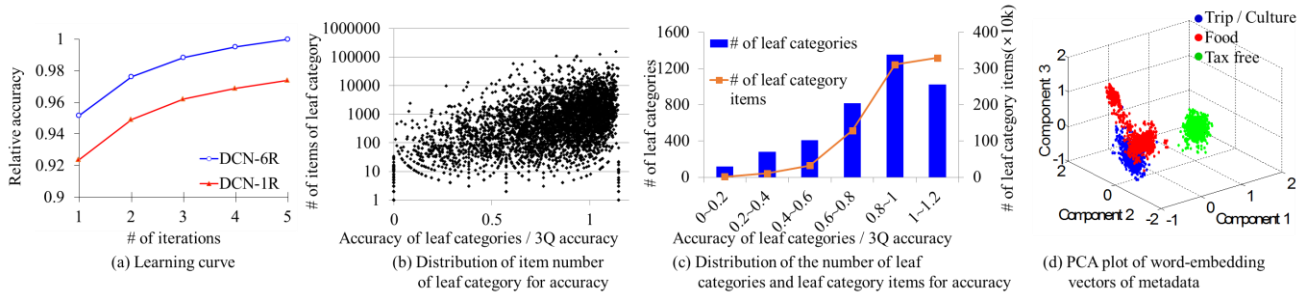 1
0.98
0.96
0.94
0.92
0.9
Relative accuracy
DCN-6R
DCN-1R
1 2 3 4 5
# of iterations
(a) Learning curve
1000000
100000
10000
1000
100
10
1
# of items of leaf category
0 0.5 1
Accuracy of leaf categories / 3Q accuracy
(b) Distribution of item number
of leaf category for accuracy
1600
1200
800
400
0
# of leaf categories
# of leaf categories
# of leaf category
items
400
300
200
100
0
# of leaf category items(×10k)
0~0.2 0.2~0.4 0.4~0.6 0.6~0.8 0.8~1 1~1.2
Accuracy of leaf categories / 3Q accuracy
(c) Distribution of the number of leaf
categories and leaf category items for accuracy
Trip / Culture
Food
Tax free
2
1
0
-1
Component 3
2
0
-2
Component 2
-1
0
1
2
Component 1
(d) PCA plot of word-embedding
vectors of metadata